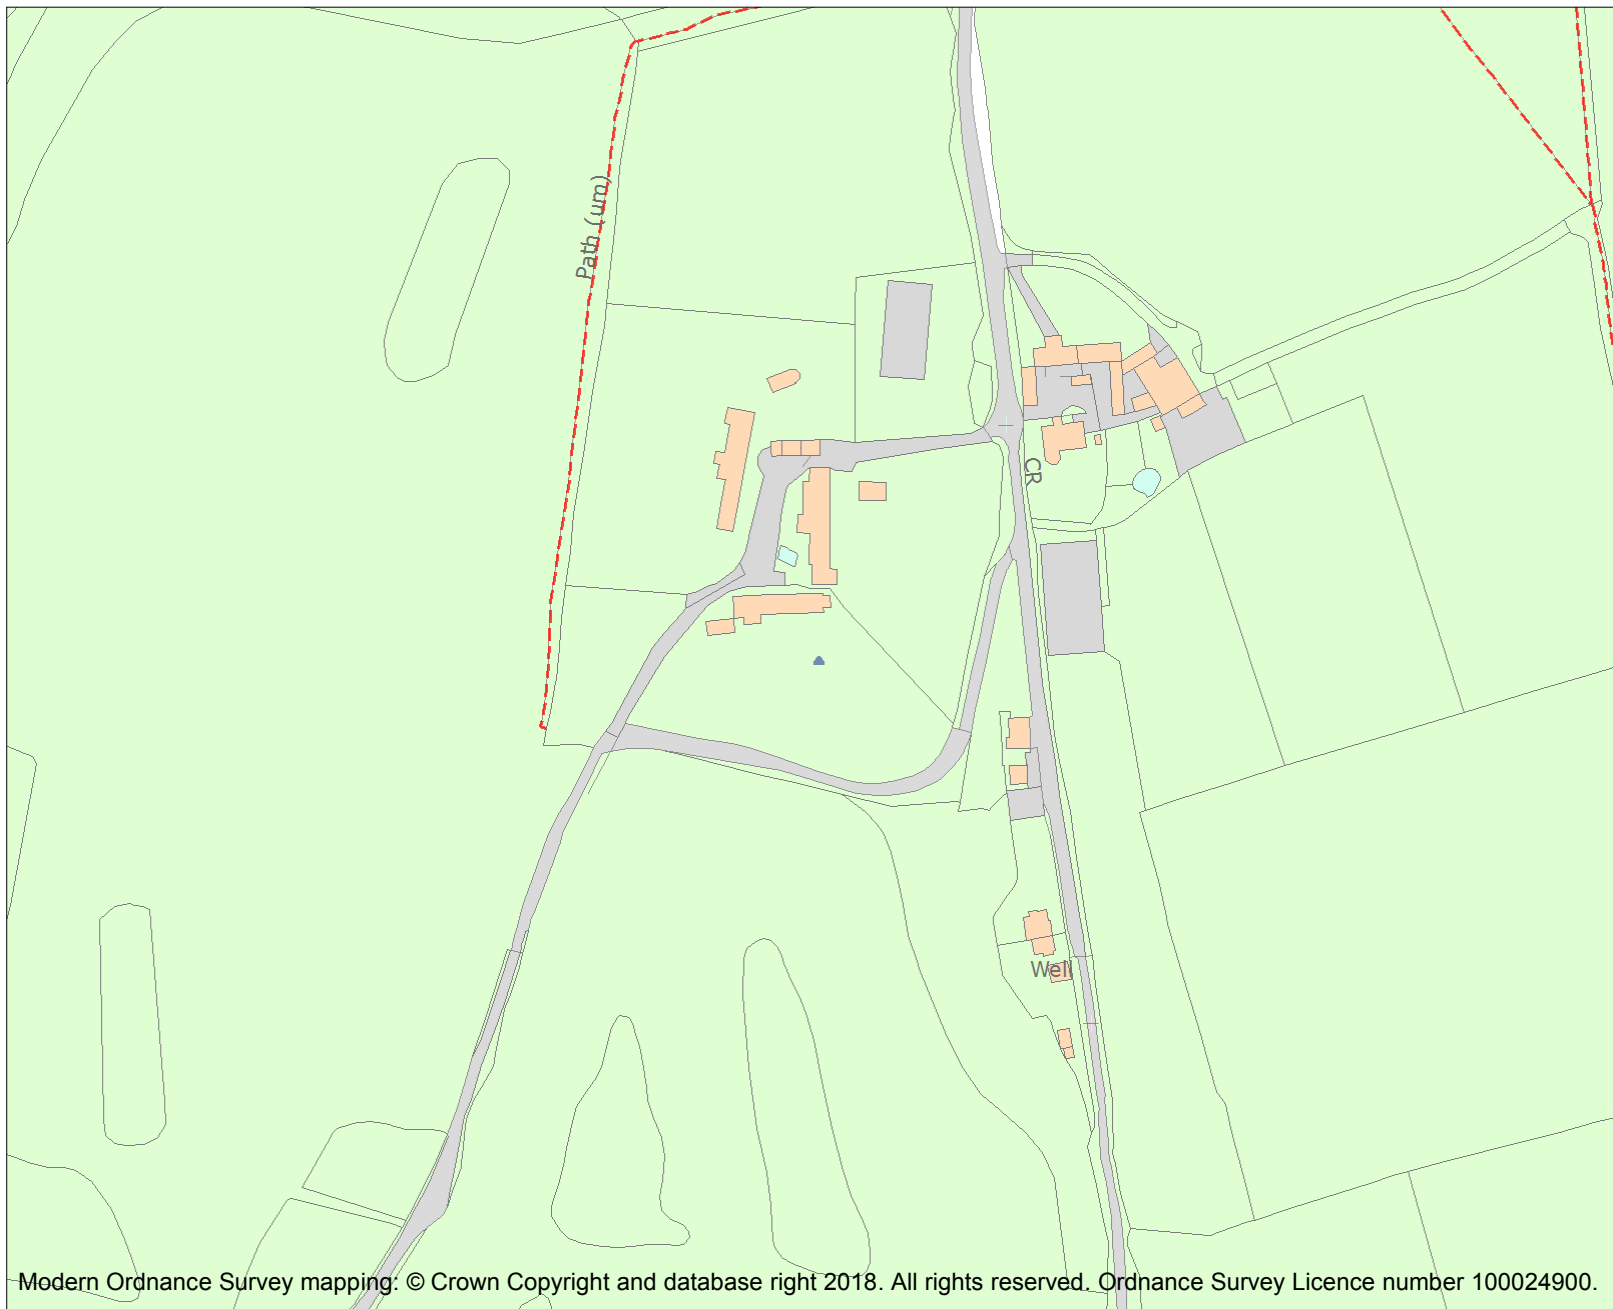 Path (um)
CR
Well
Modern Ordnance Survey mapping: © Crown Copyright and database right 2018. All rights reserved. Ordnance Survey Licence number 100024900.